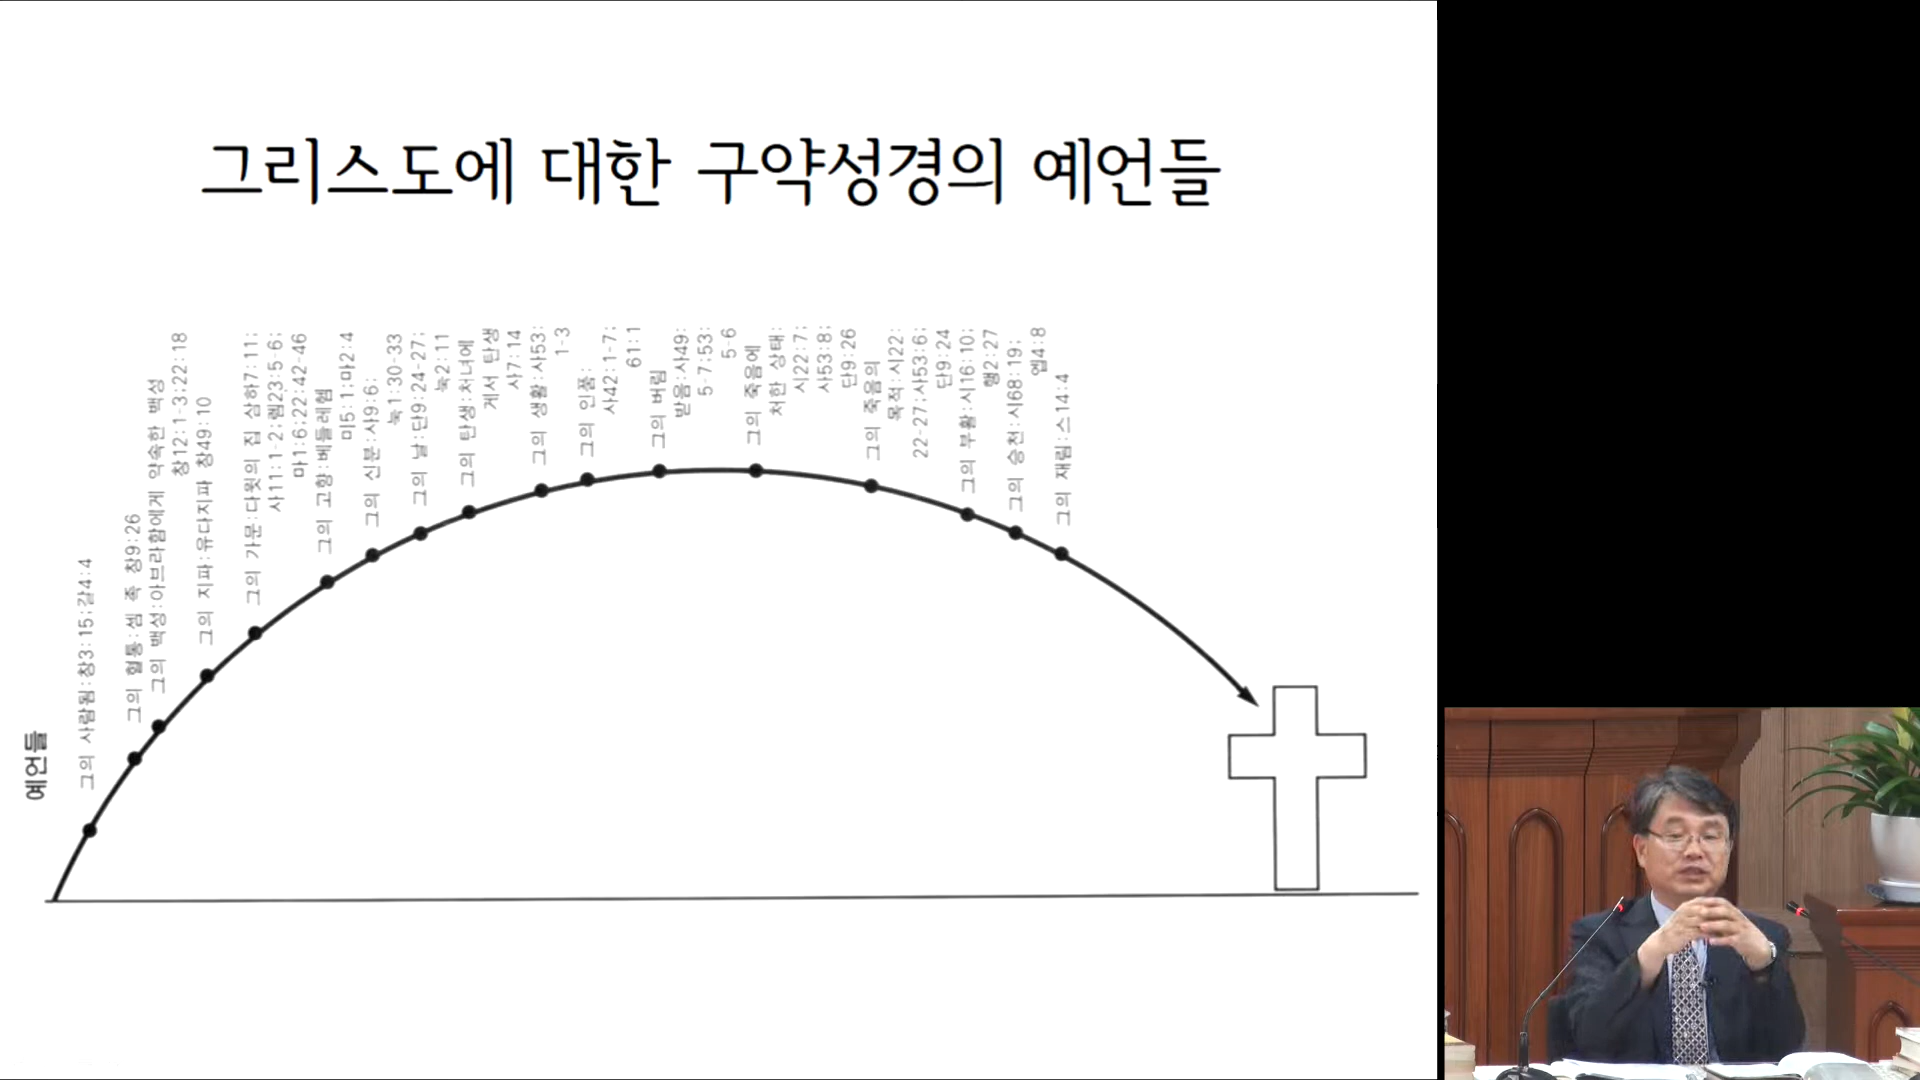 그리스도에 대한 구약성경의 예언들
예언들
그의 사람됨:창3:15;갈4:4
그의 혈통:셈 족 창9:26
그의 백성:아브라함에게 약속한 백성
창12:1-3;22:18
그의 지파:유다지파 창49:10
그의 가문:다윗의 집 삼하7:11;
사11:1-2;렘23:5-6;
마1:6;22:42-46
그의 고향:베들레헴
미5:1;마2:4
그의 신분:사9:6;
눅1:30-33
그의 날:단9:24-27;
눅2:11
그의 탄생:처녀에
게서 탄생
사7:14
그의 생활:사53:
1-3
그의 인품:
사42:1-7;
61:1
그의 버림
받음:사49:
5-7;53:
5-6
그의 죽음에
처한 상태:
시22:7;
사53:8;
단9:26
그의 죽음의
목적:시22:
22-27;사53:6;
단9:24
그의 부활:시16:10;
행2:27
그의 승천:시68:19;
엡4:8
그의 재림:스14:4